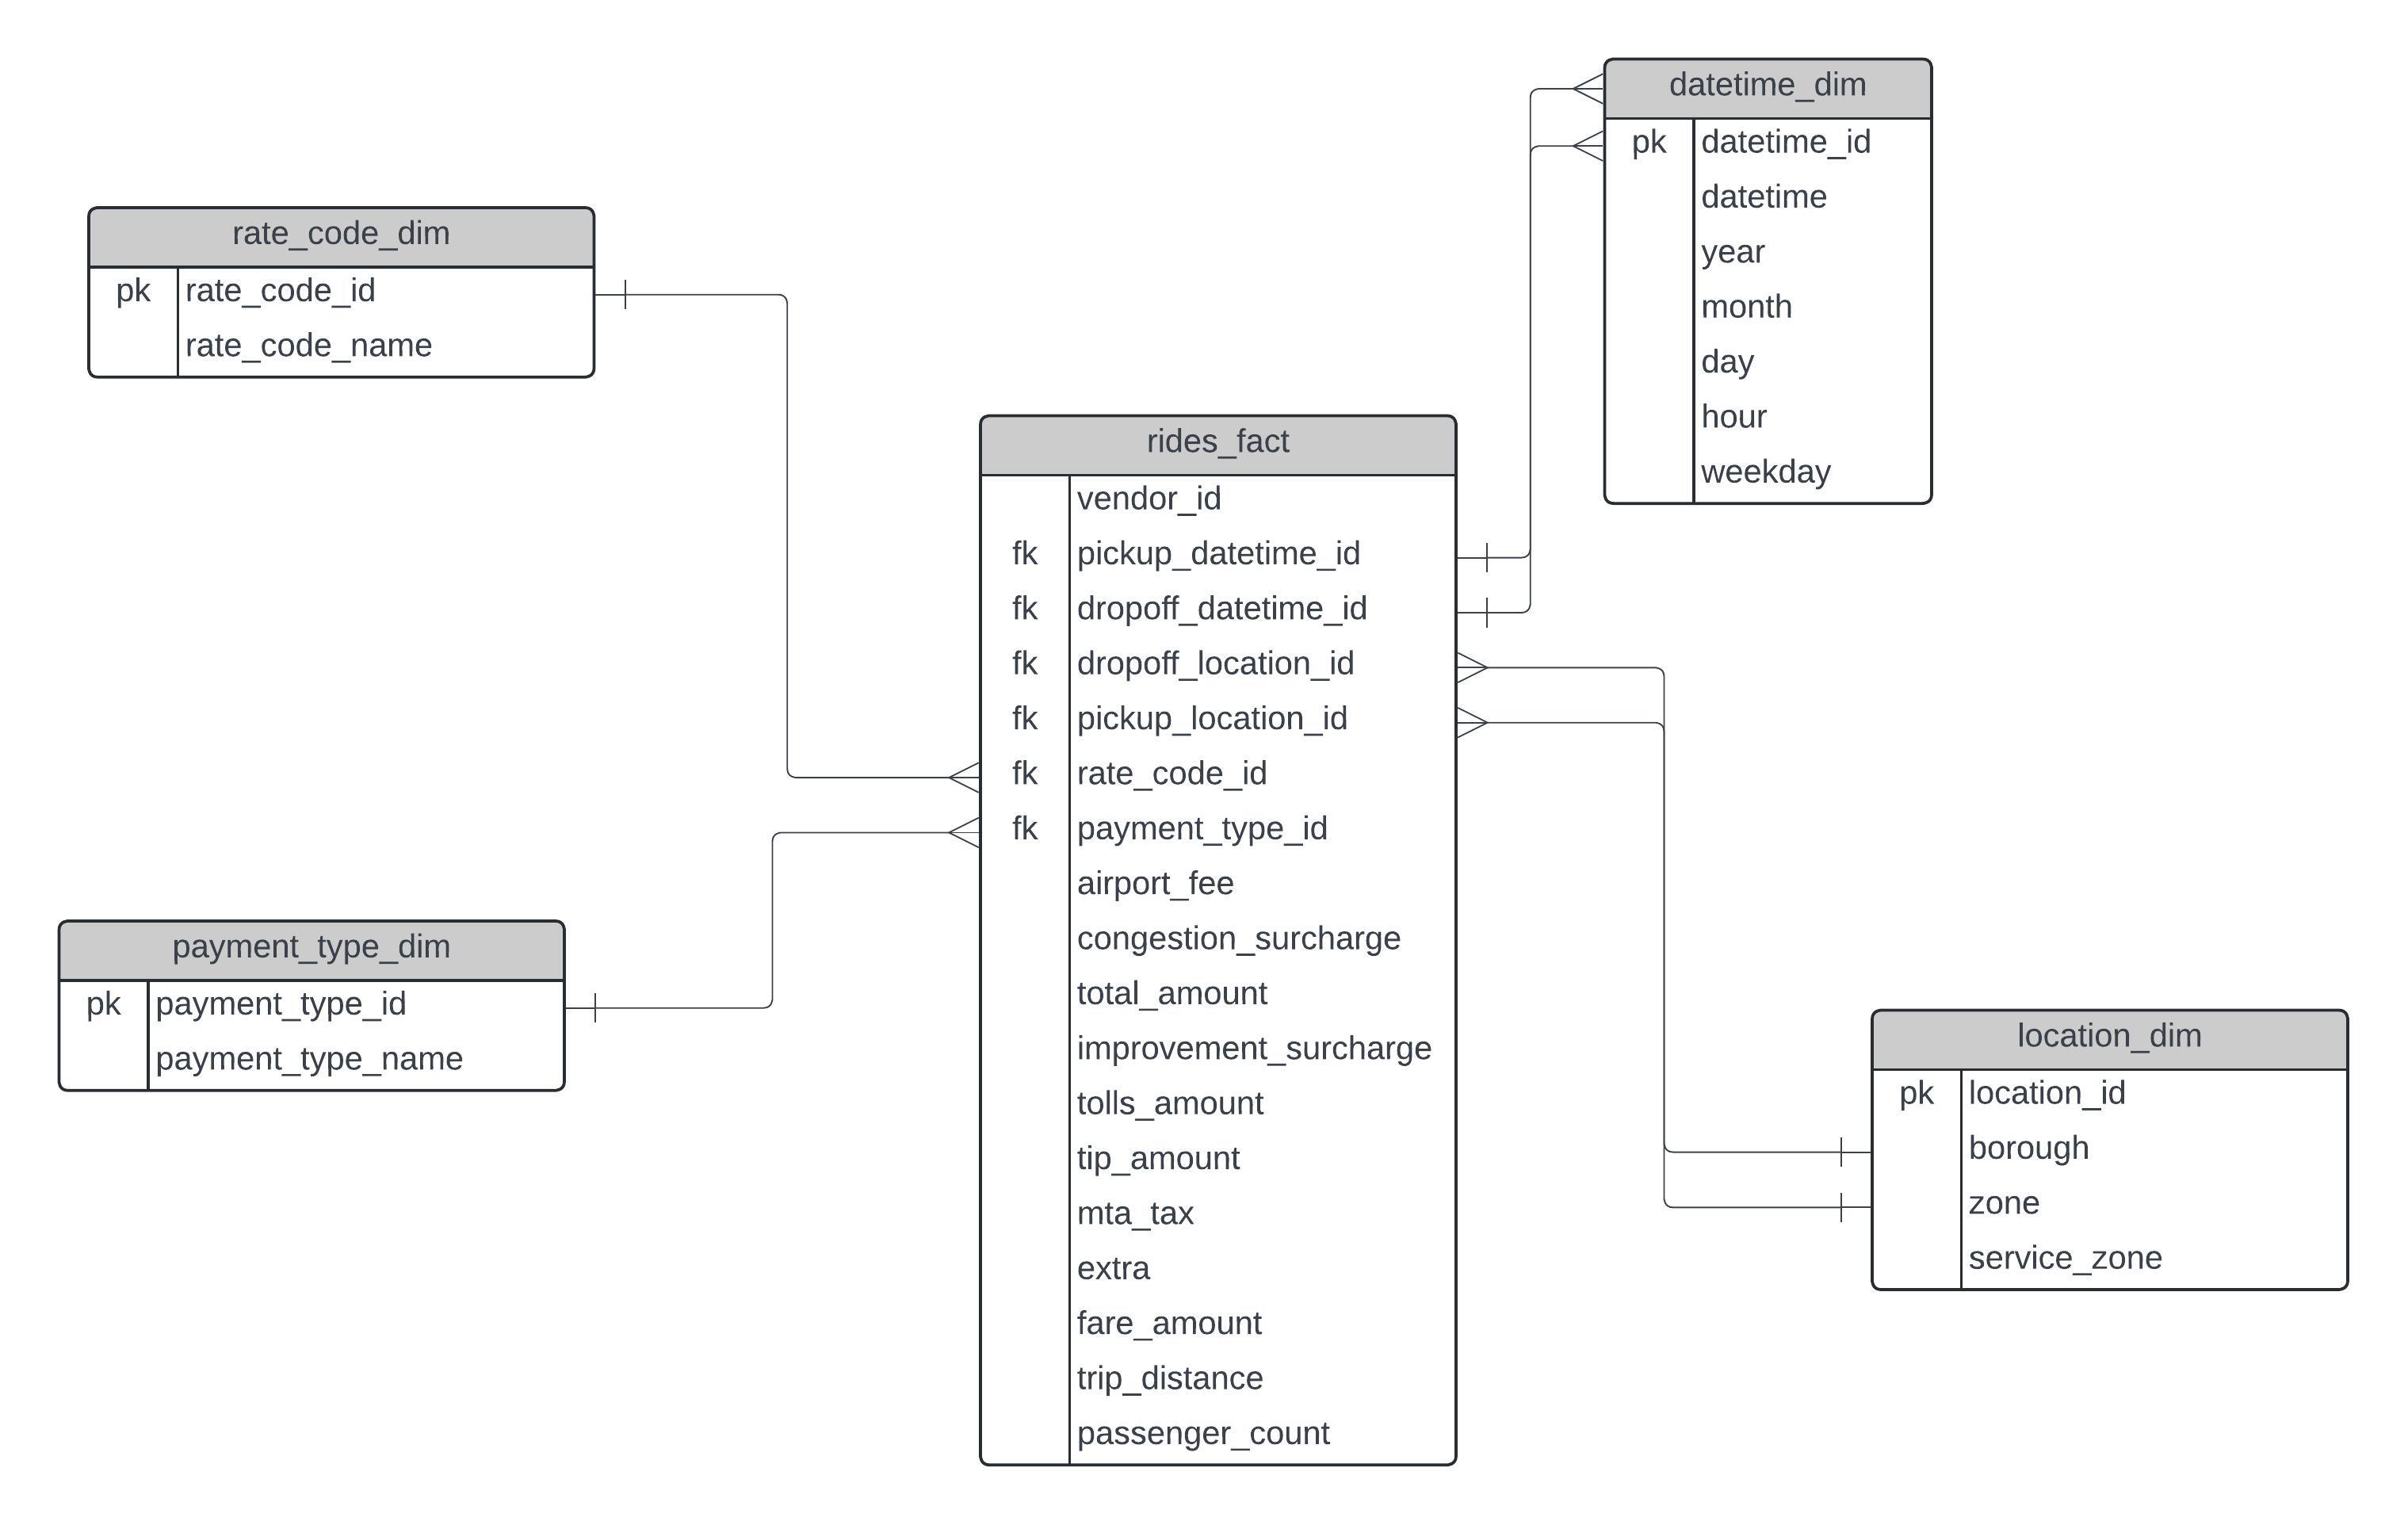 rate_code_dim
pk rate_code_id
rate_code_name
payment_type_dim
pk payment_type_id
payment_type_name
rides_fact
vendor_id
fk pickup_datetime_id
fk dropoff_datetime_id
fk dropoff_location_id
fk pickup_location_id
fk rate_code_id
fk payment_type_id
airport_fee
congestion_surcharge
total_amount
improvement_surcharge
tolls_amount
tip_amount
mta_tax
extra
fare_amount
trip_distance
passenger_count
datetime_dim
pk datetime_id
datetime
year
month
day
hour
weekday
location_dim
pk location_id
borough
zone
service_zone